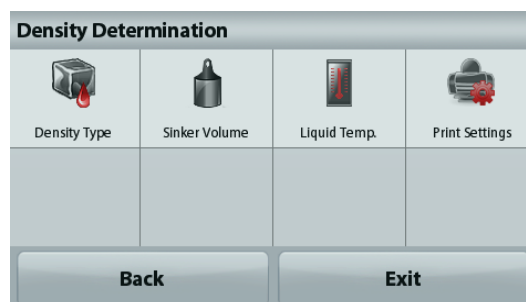 Density Determination
Density Type
Sinker Volume
Liquid Temp.
Print Settings
Back
Exit